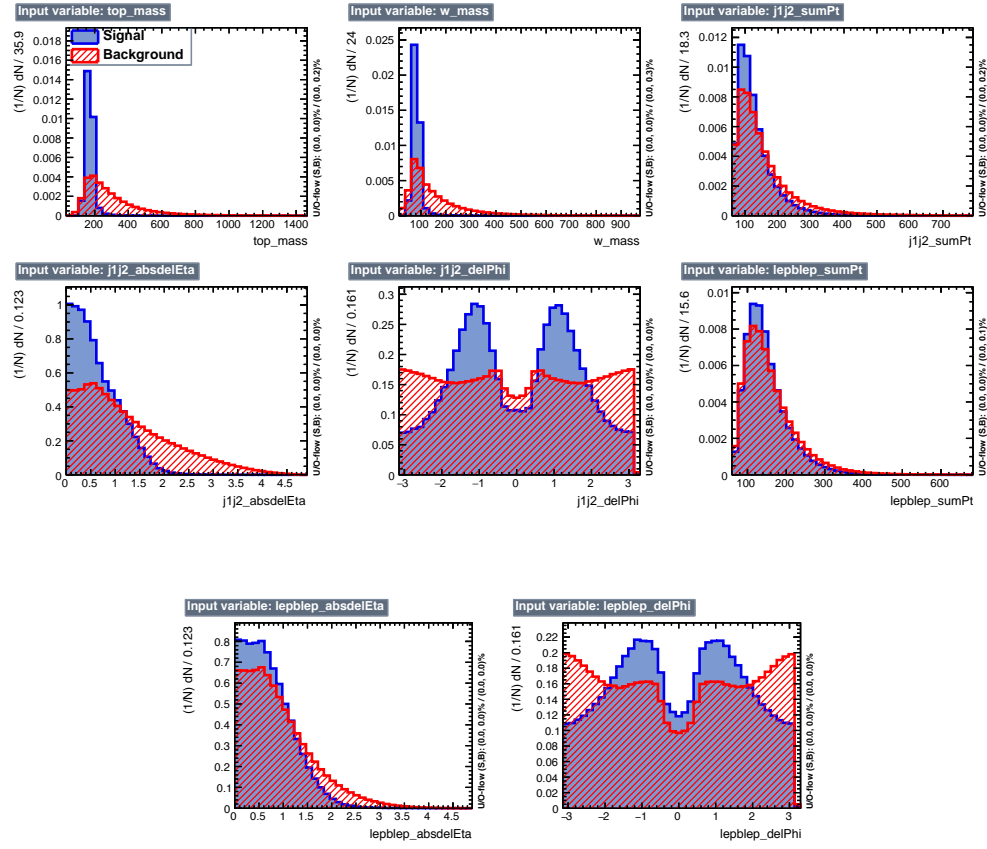 Input variable: top_mass
(1/N) dN / 35.9
0.018
0.016
0.014
0.012
0.01
0.008
0.006
0.004
0.002
0
200 400 600 800 1000 1200 1400
top_mass
U/O-flow (S,B): (0.0, 0.0)% / (0.0, 0.2)%
Signal
Background
Input variable: w_mass
(1/N) dN / 24
0.025
0.02
0.015
0.01
0.005
0
100 200 300 400 500 600 700 800 900
w_mass
U/O-flow (S,B): (0.0, 0.0)% / (0.0, 0.3)%
Input variable: j1j2_sumPt
(1/N) dN / 18.3
0.012
0.01
0.008
0.006
0.004
0.002
0
100 200 300 400 500 600 700
j1j2_sumPt
U/O-flow (S,B): (0.0, 0.0)% / (0.0, 0.2)%
Input variable: j1j2_absdelEta
(1/N) dN / 0.123
1
0.8
0.6
0.4
0.2
0
0 0.5 1 1.5 2 2.5 3 3.5 4 4.5
j1j2_absdelEta
U/O-flow (S,B): (0.0, 0.0)% / (0.0, 0.0)%
Input variable: j1j2_delPhi
(1/N) dN / 0.161
0.3
0.25
0.2
0.15
0.1
0.05
0
−3 −2 −1 0 1 2 3
j1j2_delPhi
U/O-flow (S,B): (0.0, 0.0)% / (0.0, 0.0)%
Input variable: lepblep_sumPt
(1/N) dN / 15.6
0.01
0.008
0.006
0.004
0.002
0
100 200 300 400 500 600
lepblep_sumPt
U/O-flow (S,B): (0.0, 0.0)% / (0.0, 0.1)%
Input variable: lepblep_absdelEta
(1/N) dN / 0.123
0.8
0.7
0.6
0.5
0.4
0.3
0.2
0.1
0
0 0.5 1 1.5 2 2.5 3 3.5 4 4.5
lepblep_absdelEta
U/O-flow (S,B): (0.0, 0.0)% / (0.0, 0.0)%
Input variable: lepblep_delPhi
(1/N) dN / 0.161
0.22
0.2
0.18
0.16
0.14
0.12
0.1
0.08
0.06
0.04
0.02
0
−3 −2 −1 0 1 2 3
lepblep_delPhi
U/O-flow (S,B): (0.0, 0.0)% / (0.0, 0.0)%